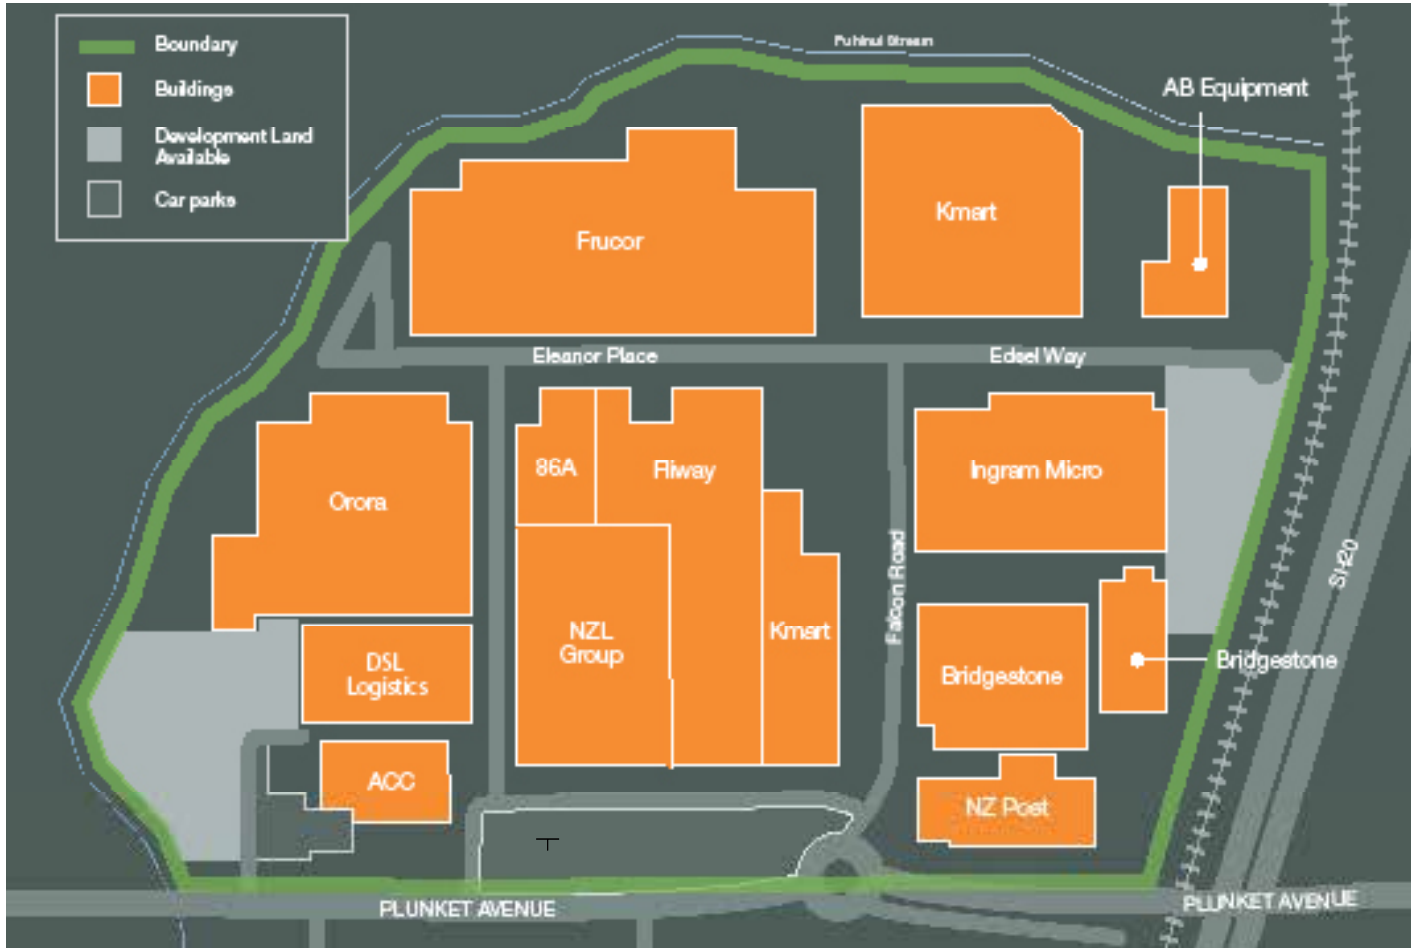 Boundary
Buildings
Development Land
Available
Car parks
Puhinui Stream
AB Equipment
Kmart
Frucor
Eleanor Place
Edsel Way
86A
Fliway
Ingram Micro
Orora
Falcon Road
SH20
NZL
Group
Kmart
DSL
Logistics
Bridgestone
Bridgestone
ACC
NZ Post
PLUNKET AVENUE
PLUNKET AVENUE